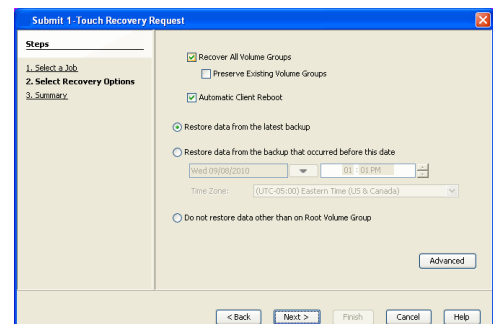 Submit 1-Touch Recovery Request
Steps
1. Select a Job
2. Select Recovery Options
3. Summary
Recover All Volume Groups
Preserve Existing Volume Groups
Automatic Client Reboot
Restore data from the latest backup
Restore data from the backup that occurred before this date
Wed 09/08/2010 01 : 01 PM
Time Zone: (UTC-05:00) Eastern Time (US & Canada)
Do not restore data other than on Root Volume Group
Advanced
< Back Next > Finish Cancel Help